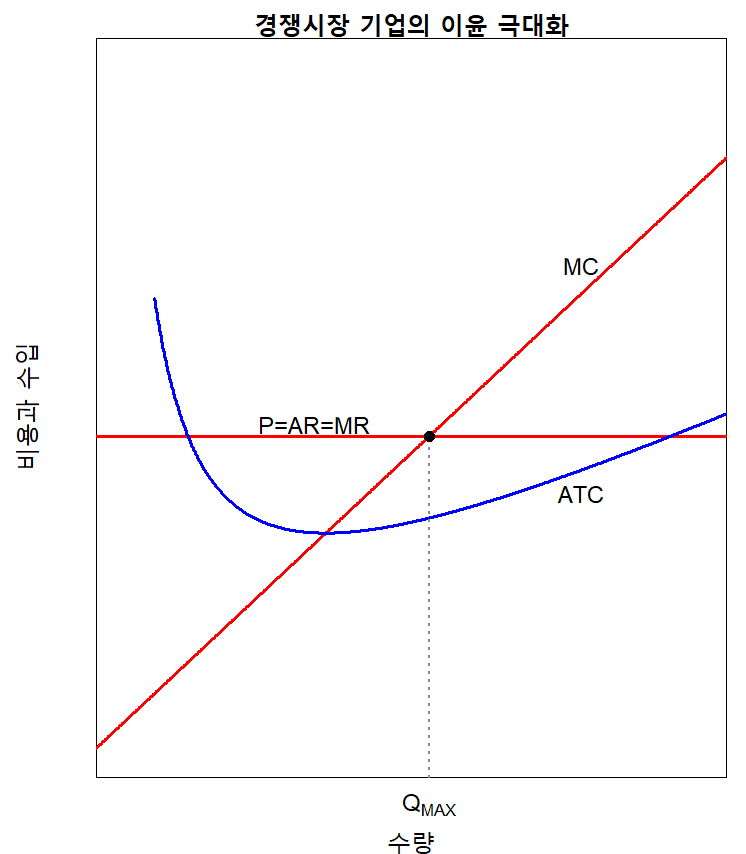 경쟁시장 기업의 이윤 극대화
MC
P=AR=MR
ATC
비용과 수입
QMAX
수량